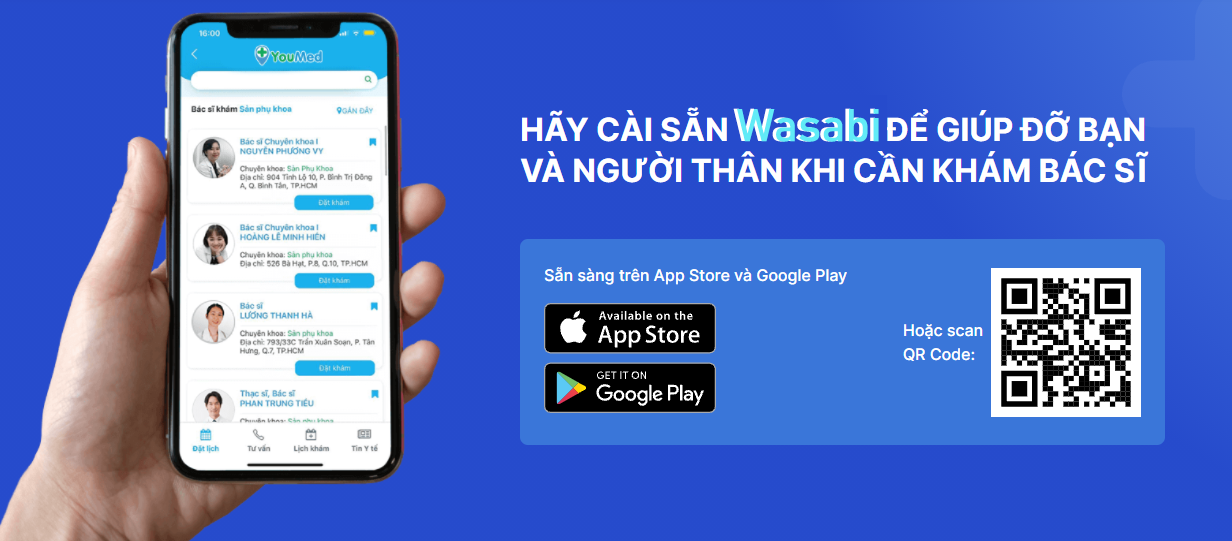 16:00
YouMed
Bác sĩ khám Sản phụ khoa
GẦN ĐÂY
Bác sĩ Chuyên khoa I
NGUYỄN PHƯƠNG VY
Chuyên khoa: Sản Phụ Khoa
Địa chỉ: 904 Tỉnh Lộ 10, P. Bình Trị Đông
A, Q. Bình Tân, TP.HCM
Đặt khám
Bác sĩ Chuyên khoa I
HOÀNG LÊ MINH HIỀN
Chuyên khoa: Sản phụ khoa
Địa chỉ: 526 Bà Hạt, P.8, Q.10, TP.HCM
Đặt khám
Bác sĩ
LƯƠNG THANH HÀ
Chuyên khoa: Sản phụ khoa
Địa chỉ: 793/33C Trần Xuân Soạn, P. Tân
Hưng, Q.7, TP.HCM
Đặt khám
Thạc sĩ, Bác sĩ
PHAN TRUNG TIẾU
Chuyên khoa: Sản phụ khoa
Đặt lịch
Tư vấn
Lịch khám
Tin Y tế
HÃY CÀI SẴN Wasabi ĐỂ GIÚP ĐỠ BẠN
VÀ NGƯỜI THÂN KHI CẦN KHÁM BÁC SĨ
Sẵn sàng trên App Store và Google Play
Available on the
App Store
GET IT ON
Google Play
Hoặc scan
QR Code: